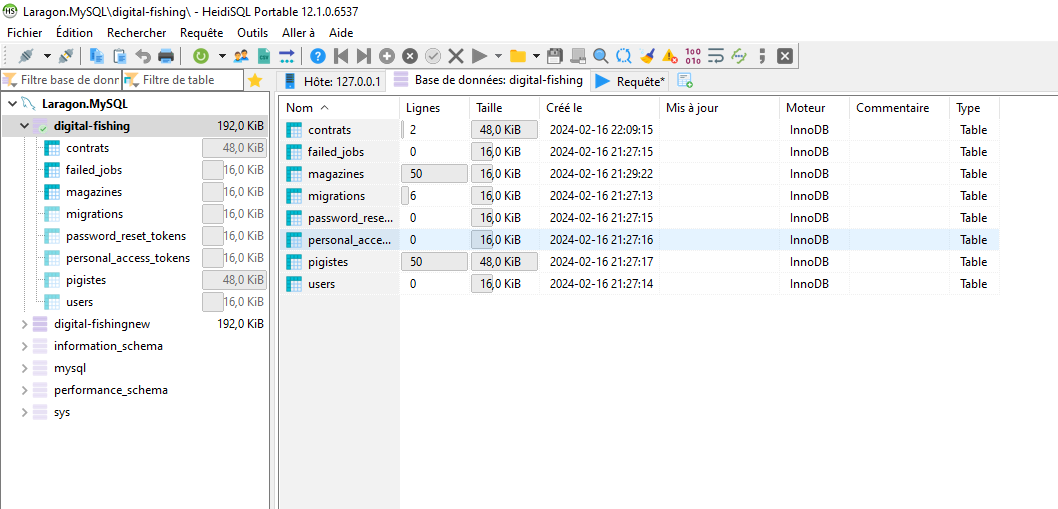 Laragon.MySQL\digital-fishing\ - HeidiSQL Portable 12.1.0.6537
Fichier Édition Rechercher Requête Outils Aller à Aide
Filtre base de donr Filtre de table
Hôte: 127.0.0.1 Base de données: digital-fishing Requête*
Laragon.MySQL
digital-fishing 192,0 KiB
contrats 48,0 KiB
failed_jobs 16,0 KiB
magazines 16,0 KiB
migrations 16,0 KiB
password_reset_tokens 16,0 KiB
personal_access_tokens 16,0 KiB
pigistes 48,0 KiB
users 16,0 KiB
digital-fishingnew 192,0 KiB
information_schema
mysql
performance_schema
sys
Nom Lignes Taille Créé le Mis à jour Moteur Commentaire Type
contrats 2 48,0 KiB 2024-02-16 22:09:15 InnoDB Table
failed_jobs 0 16,0 KiB 2024-02-16 21:27:15 InnoDB Table
magazines 50 16,0 KiB 2024-02-16 21:29:22 InnoDB Table
migrations 6 16,0 KiB 2024-02-16 21:27:13 InnoDB Table
password_rese... 0 16,0 KiB 2024-02-16 21:27:15 InnoDB Table
personal_acce... 0 16,0 KiB 2024-02-16 21:27:16 InnoDB Table
pigistes 50 48,0 KiB 2024-02-16 21:27:17 InnoDB Table
users 0 16,0 KiB 2024-02-16 21:27:14 InnoDB Table